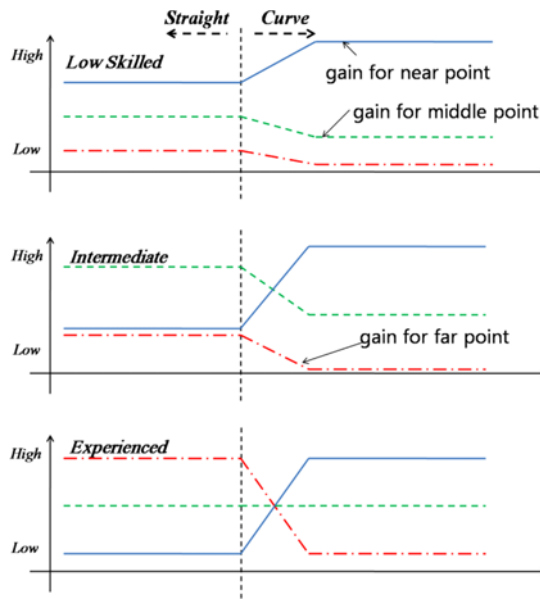 Straight Curve
High
Low Skilled
gain for near point
gain for middle point
Low
High
Intermediate
gain for far point
Low
Experienced
High
Low